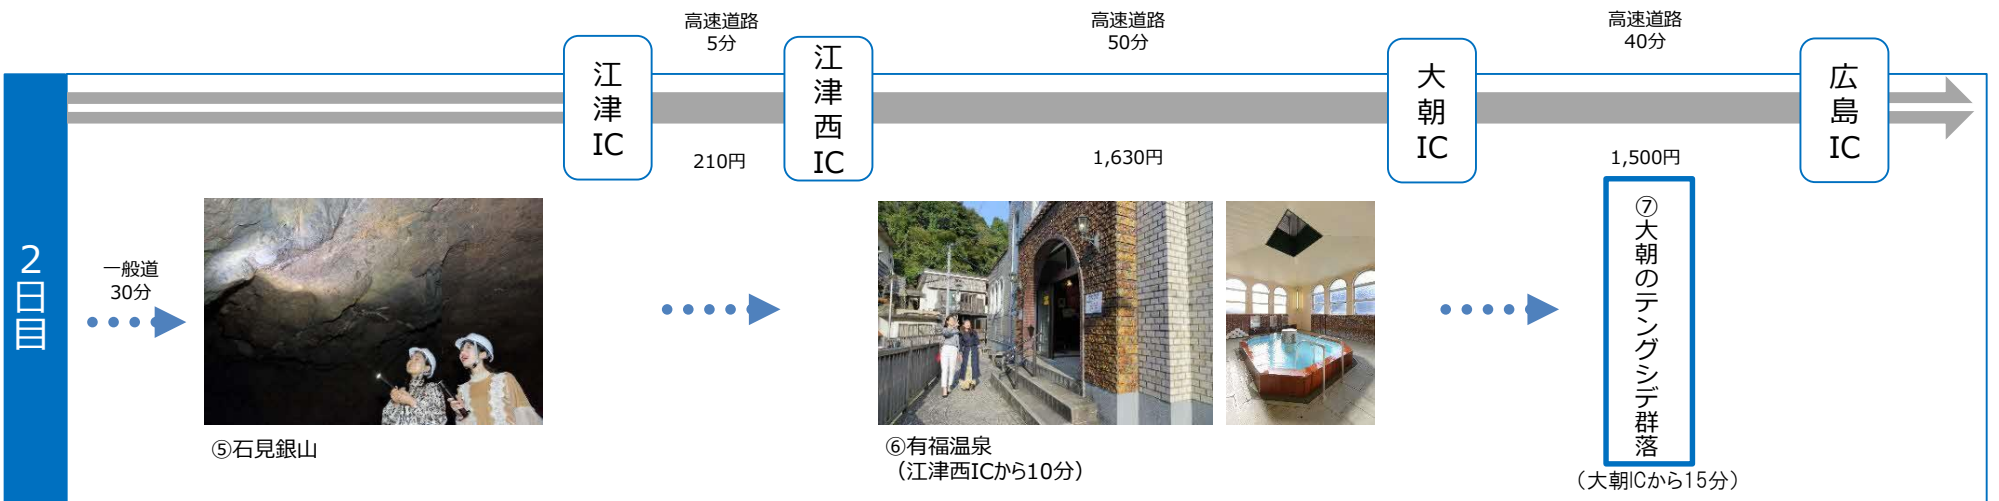 高速道路
5分
高速道路
50分
高速道路
40分
江津IC
江津西IC
大朝IC
広島IC
210円
1,630円
1,500円
2日目
一般道
30分
⑤石見銀山
⑥有福温泉
（江津西ICから10分）
⑦大朝のテングシデ群落
（大朝ICから15分）